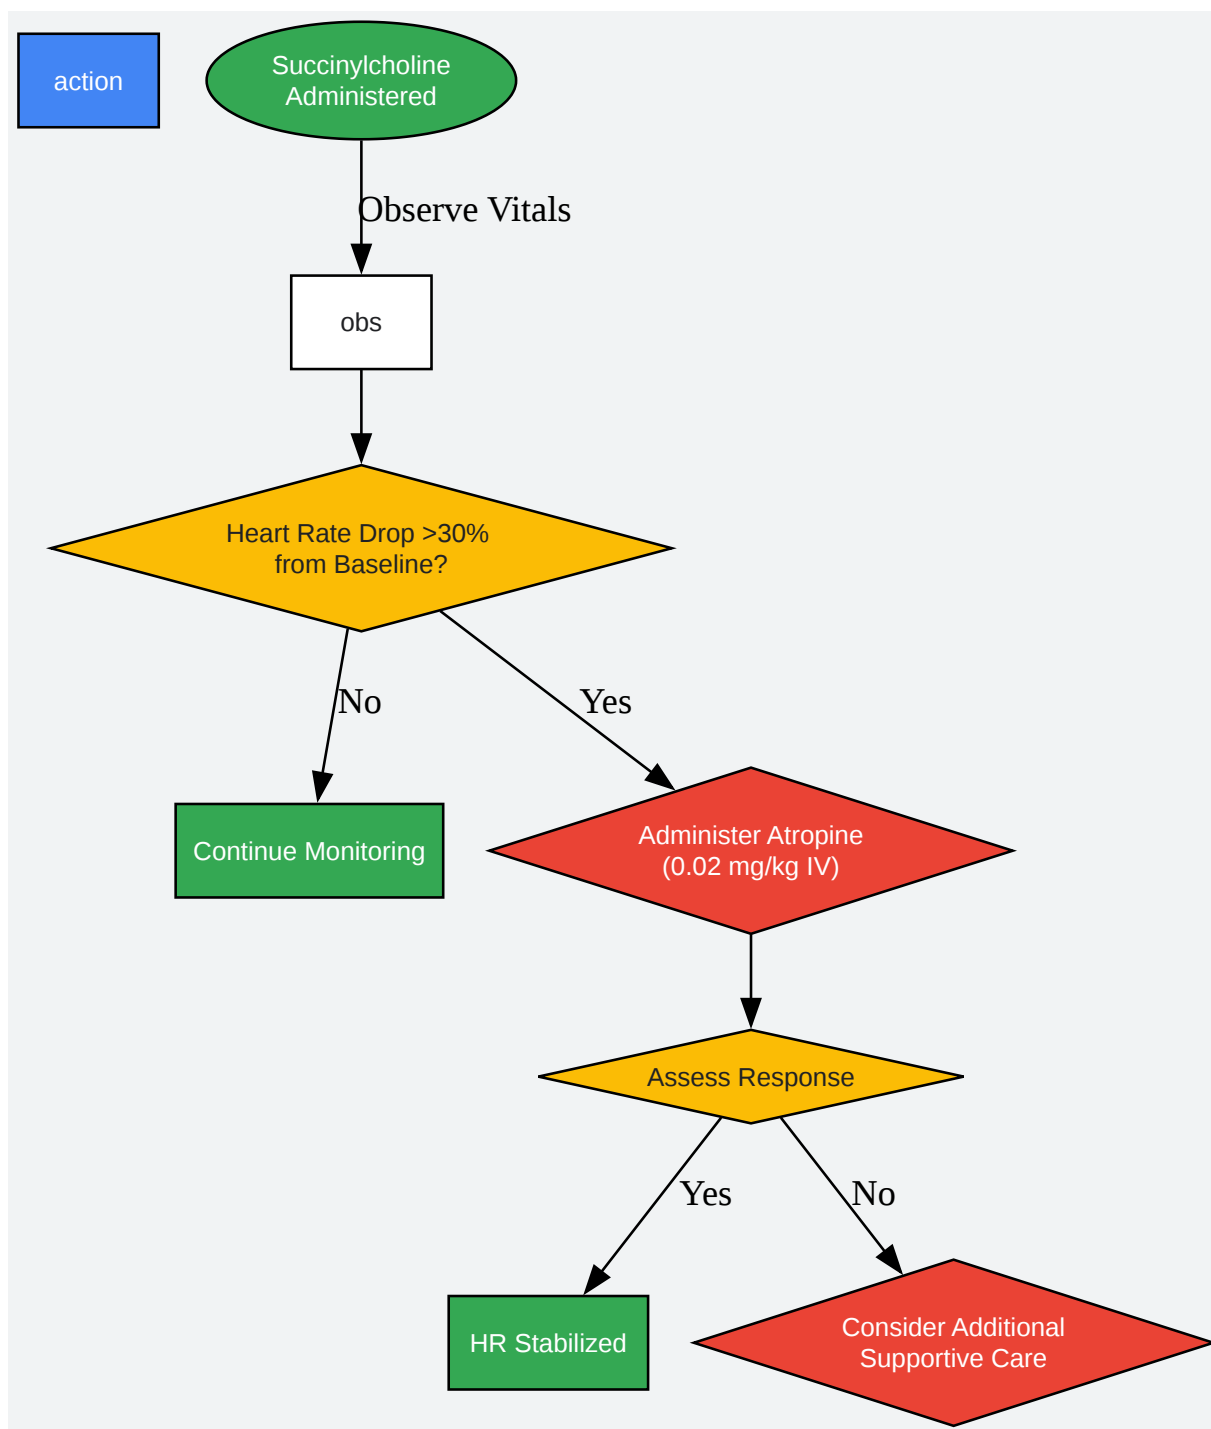 action
Succinylcholine
Administered
Observe Vitals
obs
Heart Rate Drop >30%
from Baseline?
No
Yes
Continue Monitoring
Administer Atropine
(0.02 mg/kg IV)
Assess Response
Yes
No
HR Stabilized
Consider Additional
Supportive Care